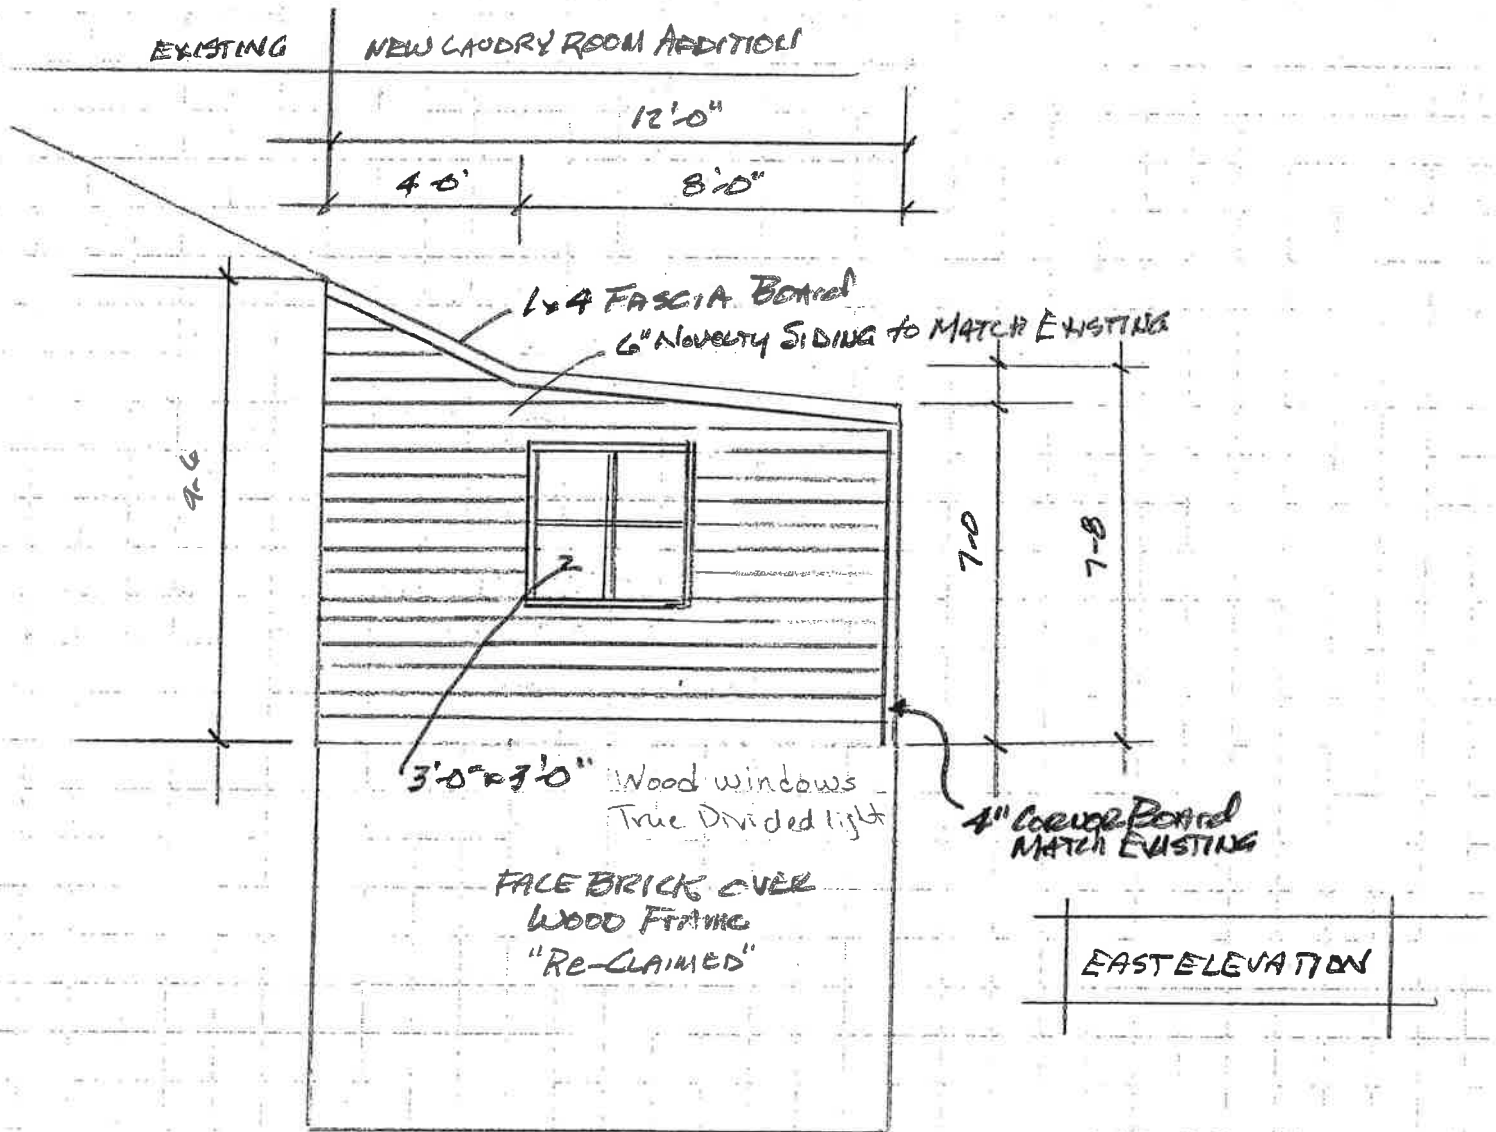 EXISTING
NEW LAUDRY ROOM ADDITION
12'-0"
4-0'
8'-0"
1x4 FASCIA BOARD
6" NOVELTY SIDING to MATCH EXISTING
9-6
7-0
7-8
3'-0" x 3'-0" Wood windows
True Divided light
4" CORNOR BOARD
MATCH EXISTING
FACE BRICK OVER
WOOD FRAME
"RE-CLAIMED"
EAST ELEVATION